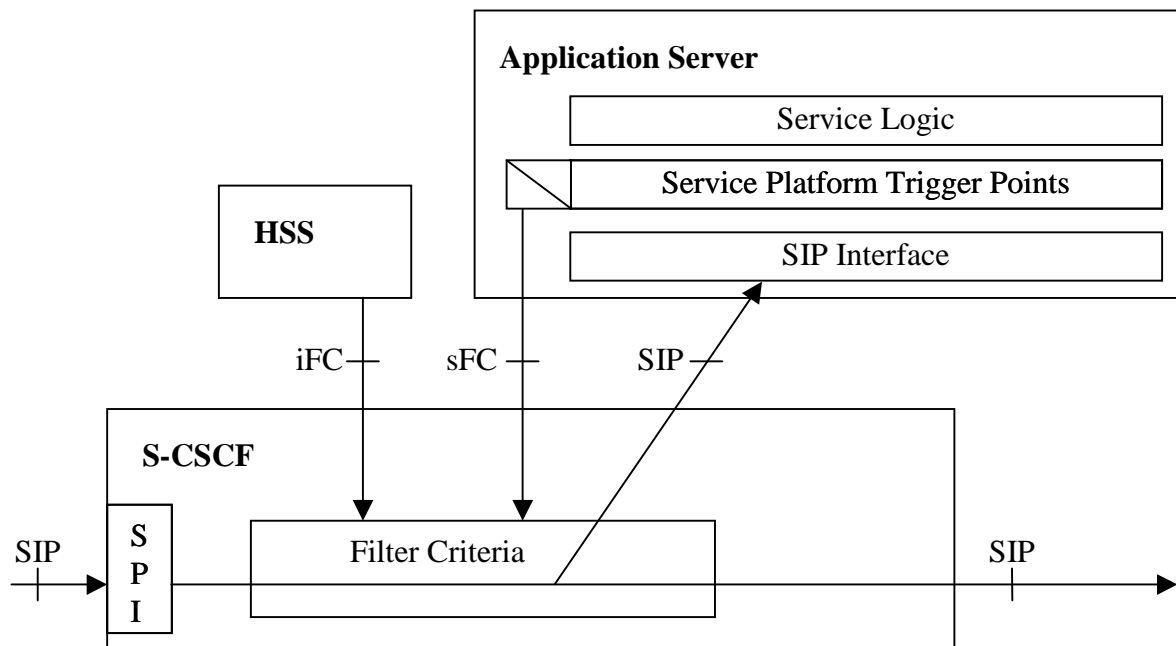 Application Server
Service Logic
Service Platform Trigger Points
HSS
SIP Interface
iFC
sFC
SIP
S-CSCF
SIP
S
P
I
Filter Criteria
SIP